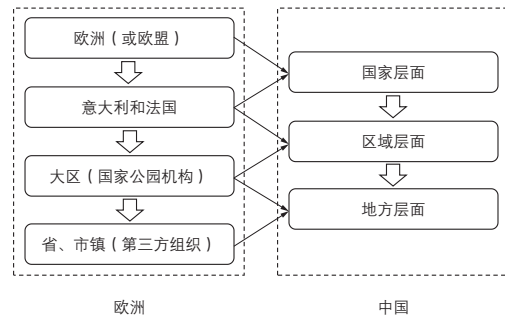 欧洲（或欧盟）
意大利和法国
大区（国家公园机构）
省、市镇（第三方组织）
国家层面
区域层面
地方层面
欧洲
中国